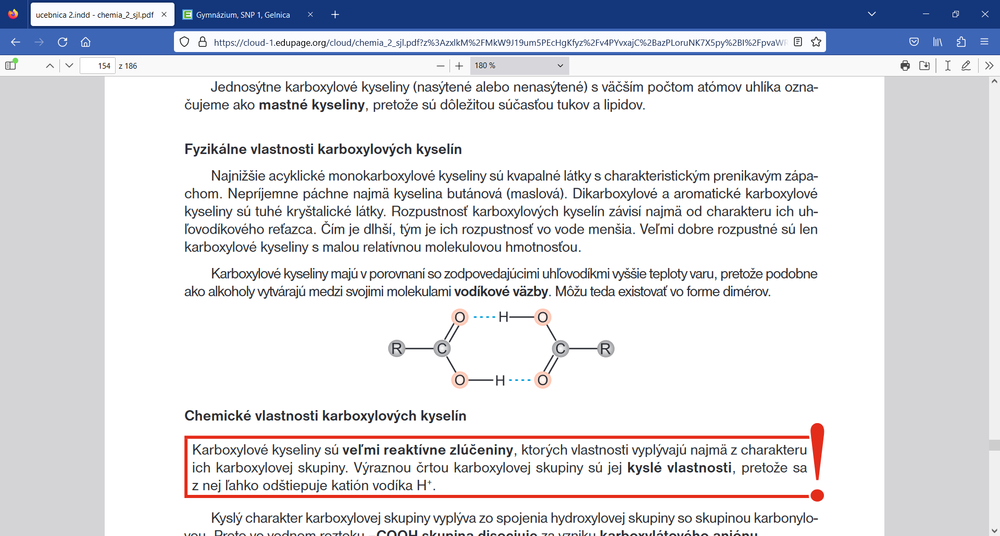 ucebnica 2.indd - chemia_2_sjl.pdf
Gymnázium, SNP 1, Gelnica
https://cloud-1.edupage.org/cloud/chemia_2_sjl.pdf?z%3AzxlkM%2FMkW9J19um5PEcHgKfyz%2Fv4PYvxajC%2BazPLoruNK7X5py%2BI%2FpvaWR
154 z 186
180 %
Jednosýtne karboxylové kyseliny (nasýtené alebo nenasýtené) s väčším počtom atómov uhlíka ozna-
čujeme ako mastné kyseliny, pretože sú dôležitou súčasťou tukov a lipidov.
Fyzikálne vlastnosti karboxylových kyselín
Najnižšie acyklické monokarboxylové kyseliny sú kvapalné látky s charakteristickým prenikavým zápa-
chom. Nepríjemne páchne najmä kyselina butánová (maslová). Dikarboxylové a aromatické karboxylové
kyseliny sú tuhé kryštalické látky. Rozpustnosť karboxylových kyselín závisí najmä od charakteru ich uh-
ľovodíkového reťazca. Čím je dlhší, tým je ich rozpustnosť vo vode menšia. Veľmi dobre rozpustné sú len
karboxylové kyseliny s malou relatívnou molekulovou hmotnosťou.
Karboxylové kyseliny majú v porovnaní so zodpovedajúcimi uhľovodíkmi vyššie teploty varu, pretože podobne
ako alkoholy vytvárajú medzi svojimi molekulami vodíkové väzby. Môžu teda existovať vo forme dimérov.
O H O
R C C R
O H O
Chemické vlastnosti karboxylových kyselín
Karboxylové kyseliny sú veľmi reaktívne zlúčeniny, ktorých vlastnosti vyplývajú najmä z charakteru
ich karboxylovej skupiny. Výraznou črtou karboxylovej skupiny sú jej kyslé vlastnosti, pretože sa
z nej ľahko odštiepuje katión vodíka H⁺.
Kyslý charakter karboxylovej skupiny vyplýva zo spojenia hydroxylovej skupiny so skupinou karbonylo-
vou. Preto vo vodnom roztoku –COOH skupina disociuje za vzniku karboxylátového aniónu